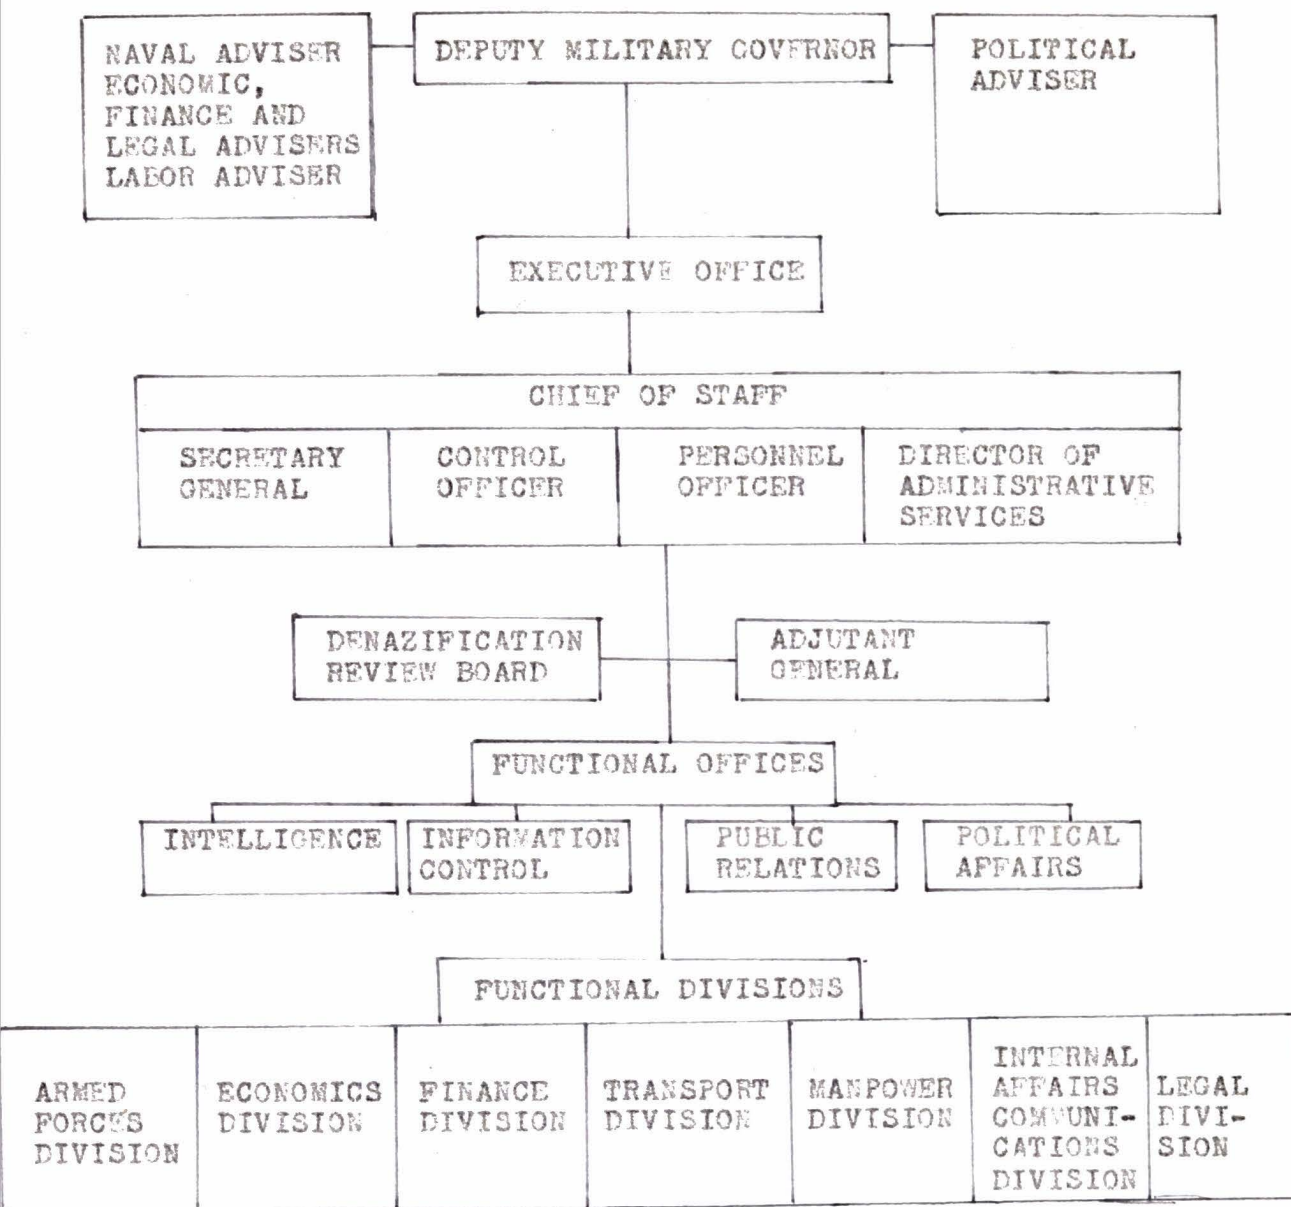 NAVAL ADVISER
ECONOMIC,
FINANCE AND
LEGAL ADVISERS
LABOR ADVISER
DEPUTY MILITARY GOVERNOR
POLITICAL
ADVISER
EXECUTIVE OFFICE
CHIEF OF STAFF
SECRETARY
GENERAL
CONTROL
OFFICER
PERSONNEL
OFFICER
DIRECTOR OF
ADMINISTRATIVE
SERVICES
DENAZIFICATION
REVIEW BOARD
ADJUTANT
GENERAL
FUNCTIONAL OFFICES
INTELLIGENCE
INFORMATION
CONTROL
PUBLIC
RELATIONS
POLITICAL
AFFAIRS
FUNCTIONAL DIVISIONS
ARMED
FORCES
DIVISION
ECONOMICS
DIVISION
FINANCE
DIVISION
TRANSPORT
DIVISION
MANPOWER
DIVISION
INTERNAL
AFFAIRS
COMMUNI-
CATIONS
DIVISION
LEGAL
DIVI-
SION